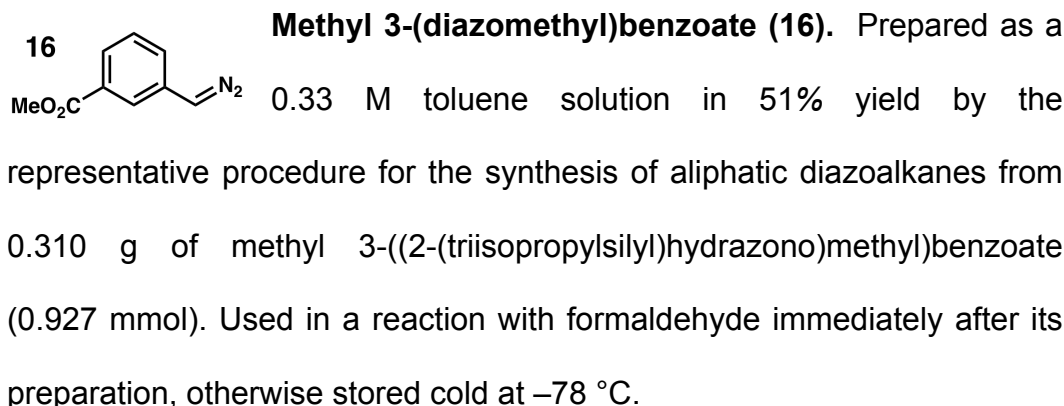 16
MeO₂C
N₂
Methyl 3-(diazomethyl)benzoate (16). Prepared as a
0.33 M toluene solution in 51% yield by the
representative procedure for the synthesis of aliphatic diazoalkanes from
0.310 g of methyl 3-((2-(triisopropylsilyl)hydrazono)methyl)benzoate
(0.927 mmol). Used in a reaction with formaldehyde immediately after its
preparation, otherwise stored cold at –78 °C.